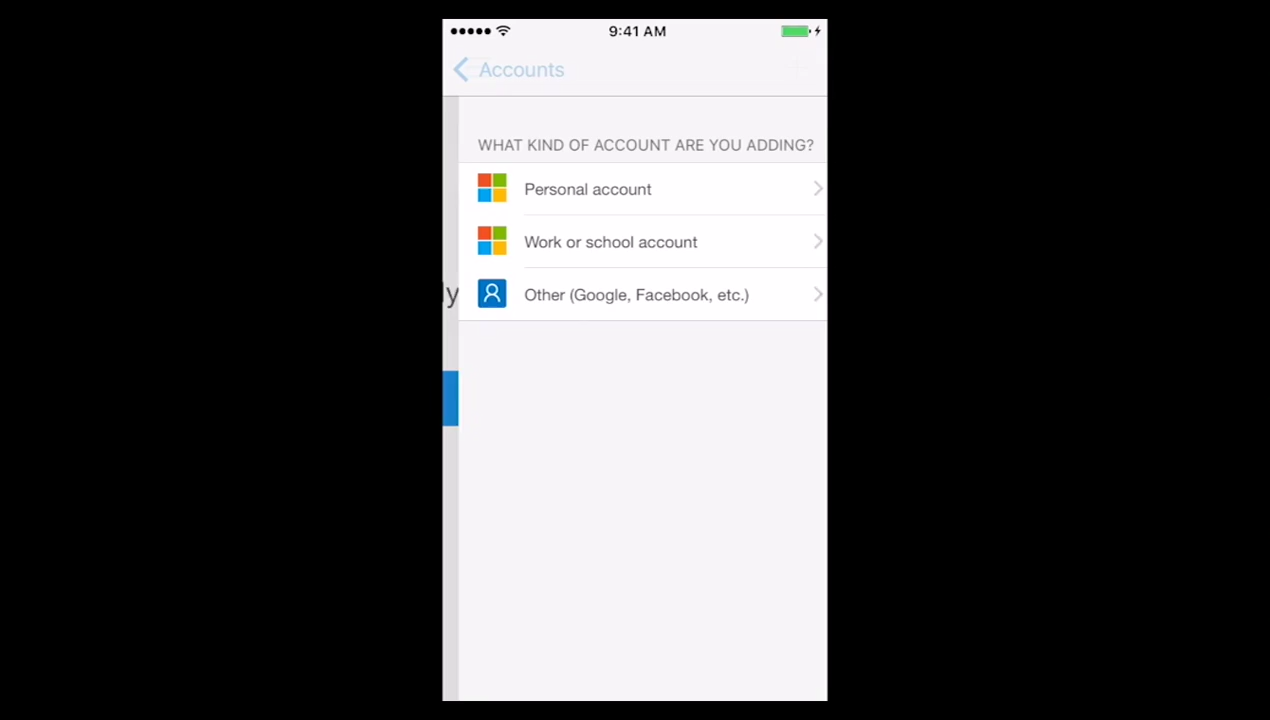 9:41 AM
Accounts
WHAT KIND OF ACCOUNT ARE YOU ADDING?
Personal account
Work or school account
Other (Google, Facebook, etc.)